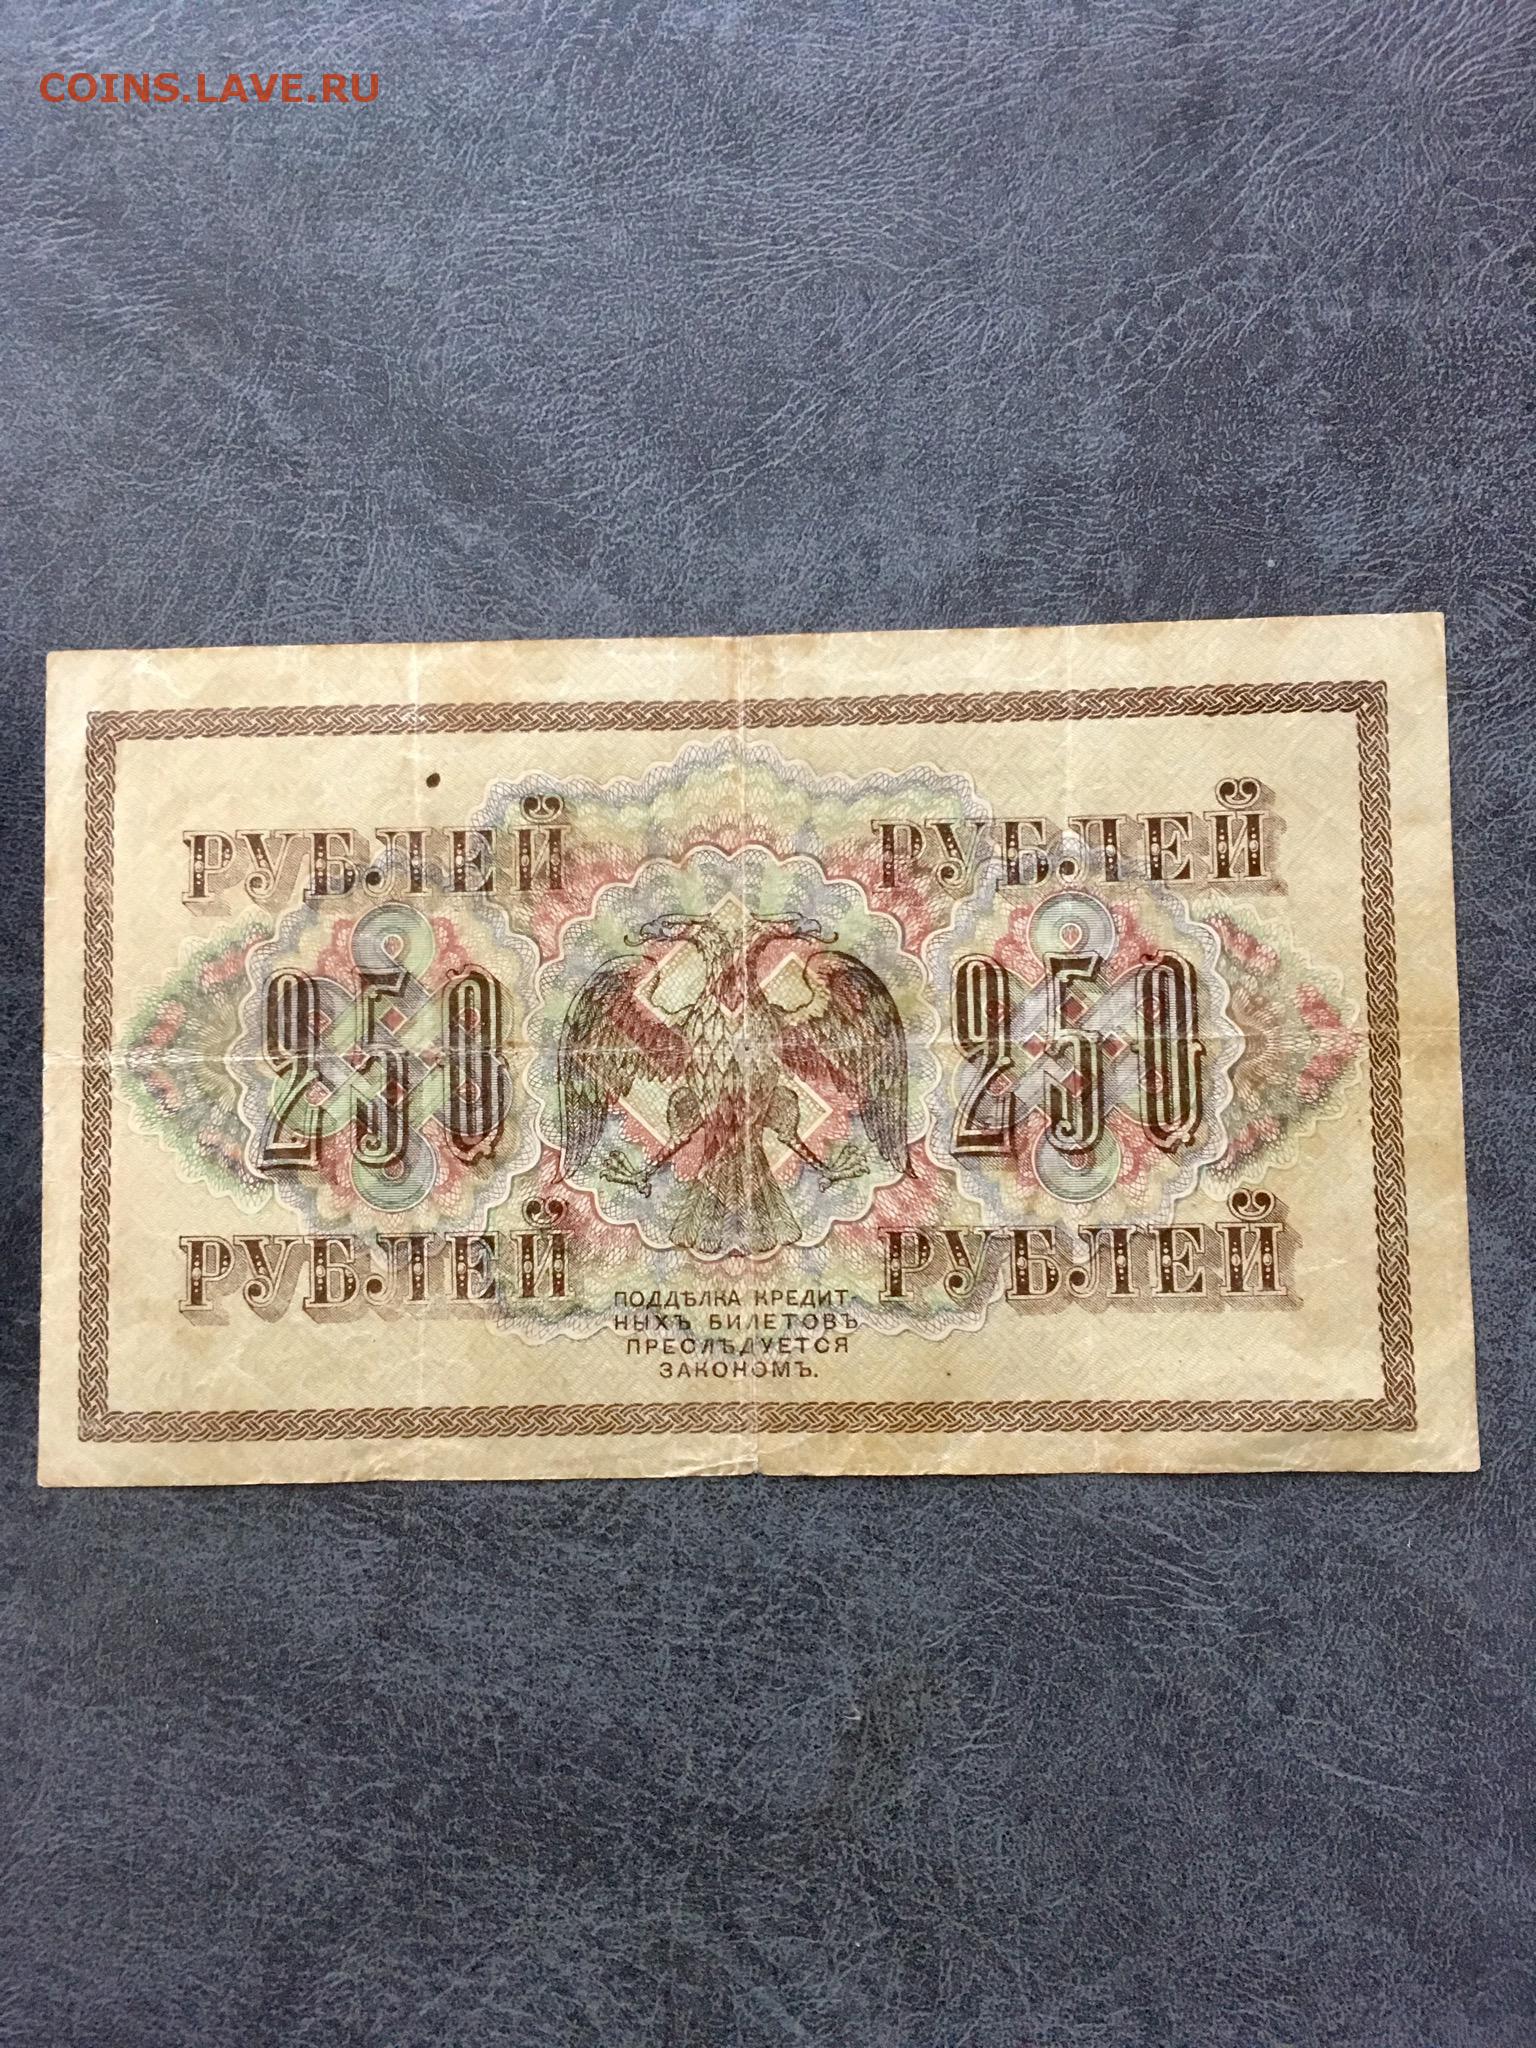 COINS.LAVE.RU
РУБЛЕЙ РУБЛЕЙ
250 250
РУБЛЕЙ РУБЛЕЙ
ПОДДѢЛКА КРЕДИТ-
НЫХЪ БИЛЕТОВЪ
ПРЕСЛѢДУЕТСЯ
ЗАКОНОМЪ.